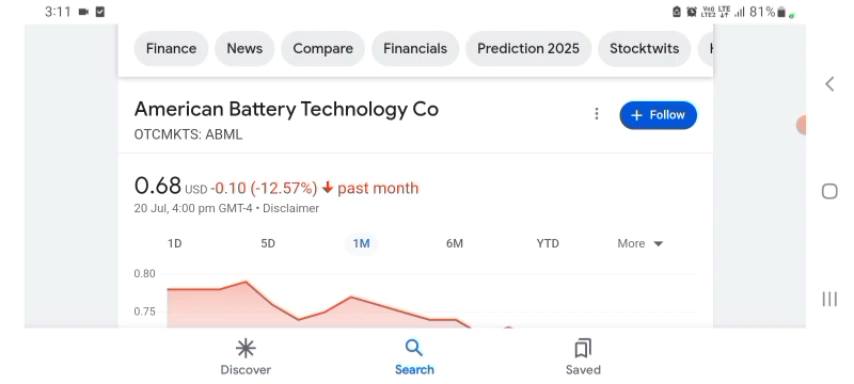 3:11 81%
Finance News Compare Financials Prediction 2025 Stocktwits
American Battery Technology Co
+ Follow
OTCMKTS: ABML
0.68 USD -0.10 (-12.57%) ↓ past month
20 Jul, 4:00 pm GMT-4 • Disclaimer
1D 5D 1M 6M YTD More
0.80
0.75
Discover Search Saved